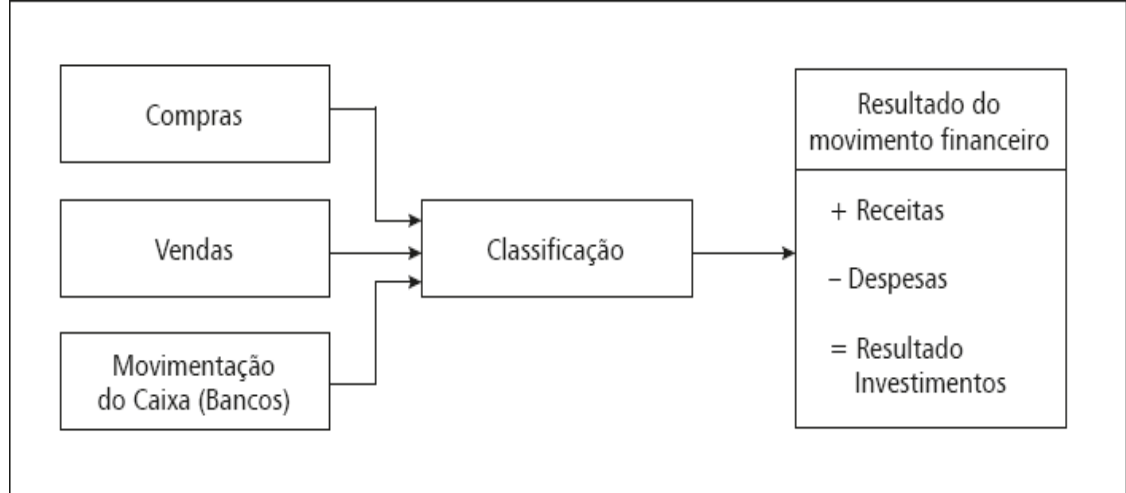 Compras
Vendas
Movimentação
do Caixa (Bancos)
Classificação
Resultado do
movimento financeiro
+ Receitas
– Despesas
= Resultado
Investimentos